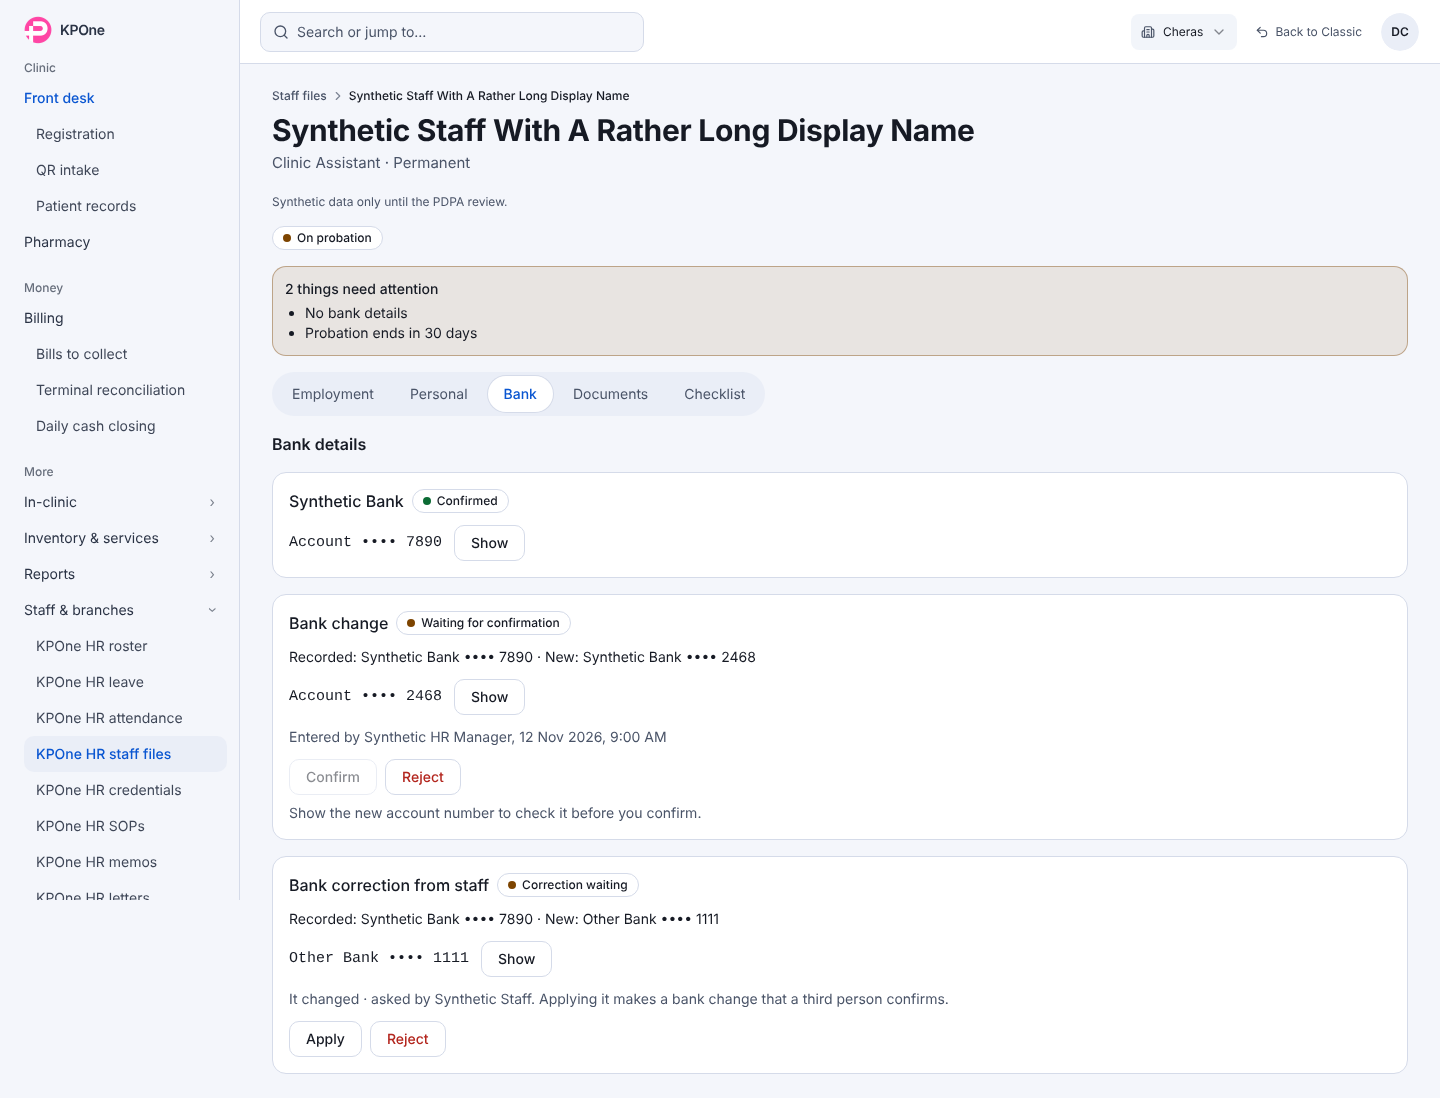 KPOne
Clinic
Front desk
Registration
QR intake
Patient records
Pharmacy
Money
Billing
Bills to collect
Terminal reconciliation
Daily cash closing
More
In-clinic
Inventory & services
Reports
Staff & branches
KPOne HR roster
KPOne HR leave
KPOne HR attendance
KPOne HR staff files
KPOne HR credentials
KPOne HR SOPs
KPOne HR memos
KPOne HR letters
Search or jump to...
Cheras
Back to Classic
DC
Staff files > Synthetic Staff With A Rather Long Display Name
Synthetic Staff With A Rather Long Display Name
Clinic Assistant · Permanent
Synthetic data only until the PDPA review.
On probation
2 things need attention
• No bank details
• Probation ends in 30 days
Employment Personal Bank Documents Checklist
Bank details
Synthetic Bank Confirmed
Account •••• 7890 Show
Bank change Waiting for confirmation
Recorded: Synthetic Bank •••• 7890 · New: Synthetic Bank •••• 2468
Account •••• 2468 Show
Entered by Synthetic HR Manager, 12 Nov 2026, 9:00 AM
Confirm Reject
Show the new account number to check it before you confirm.
Bank correction from staff Correction waiting
Recorded: Synthetic Bank •••• 7890 · New: Other Bank •••• 1111
Other Bank •••• 1111 Show
It changed · asked by Synthetic Staff. Applying it makes a bank change that a third person confirms.
Apply Reject